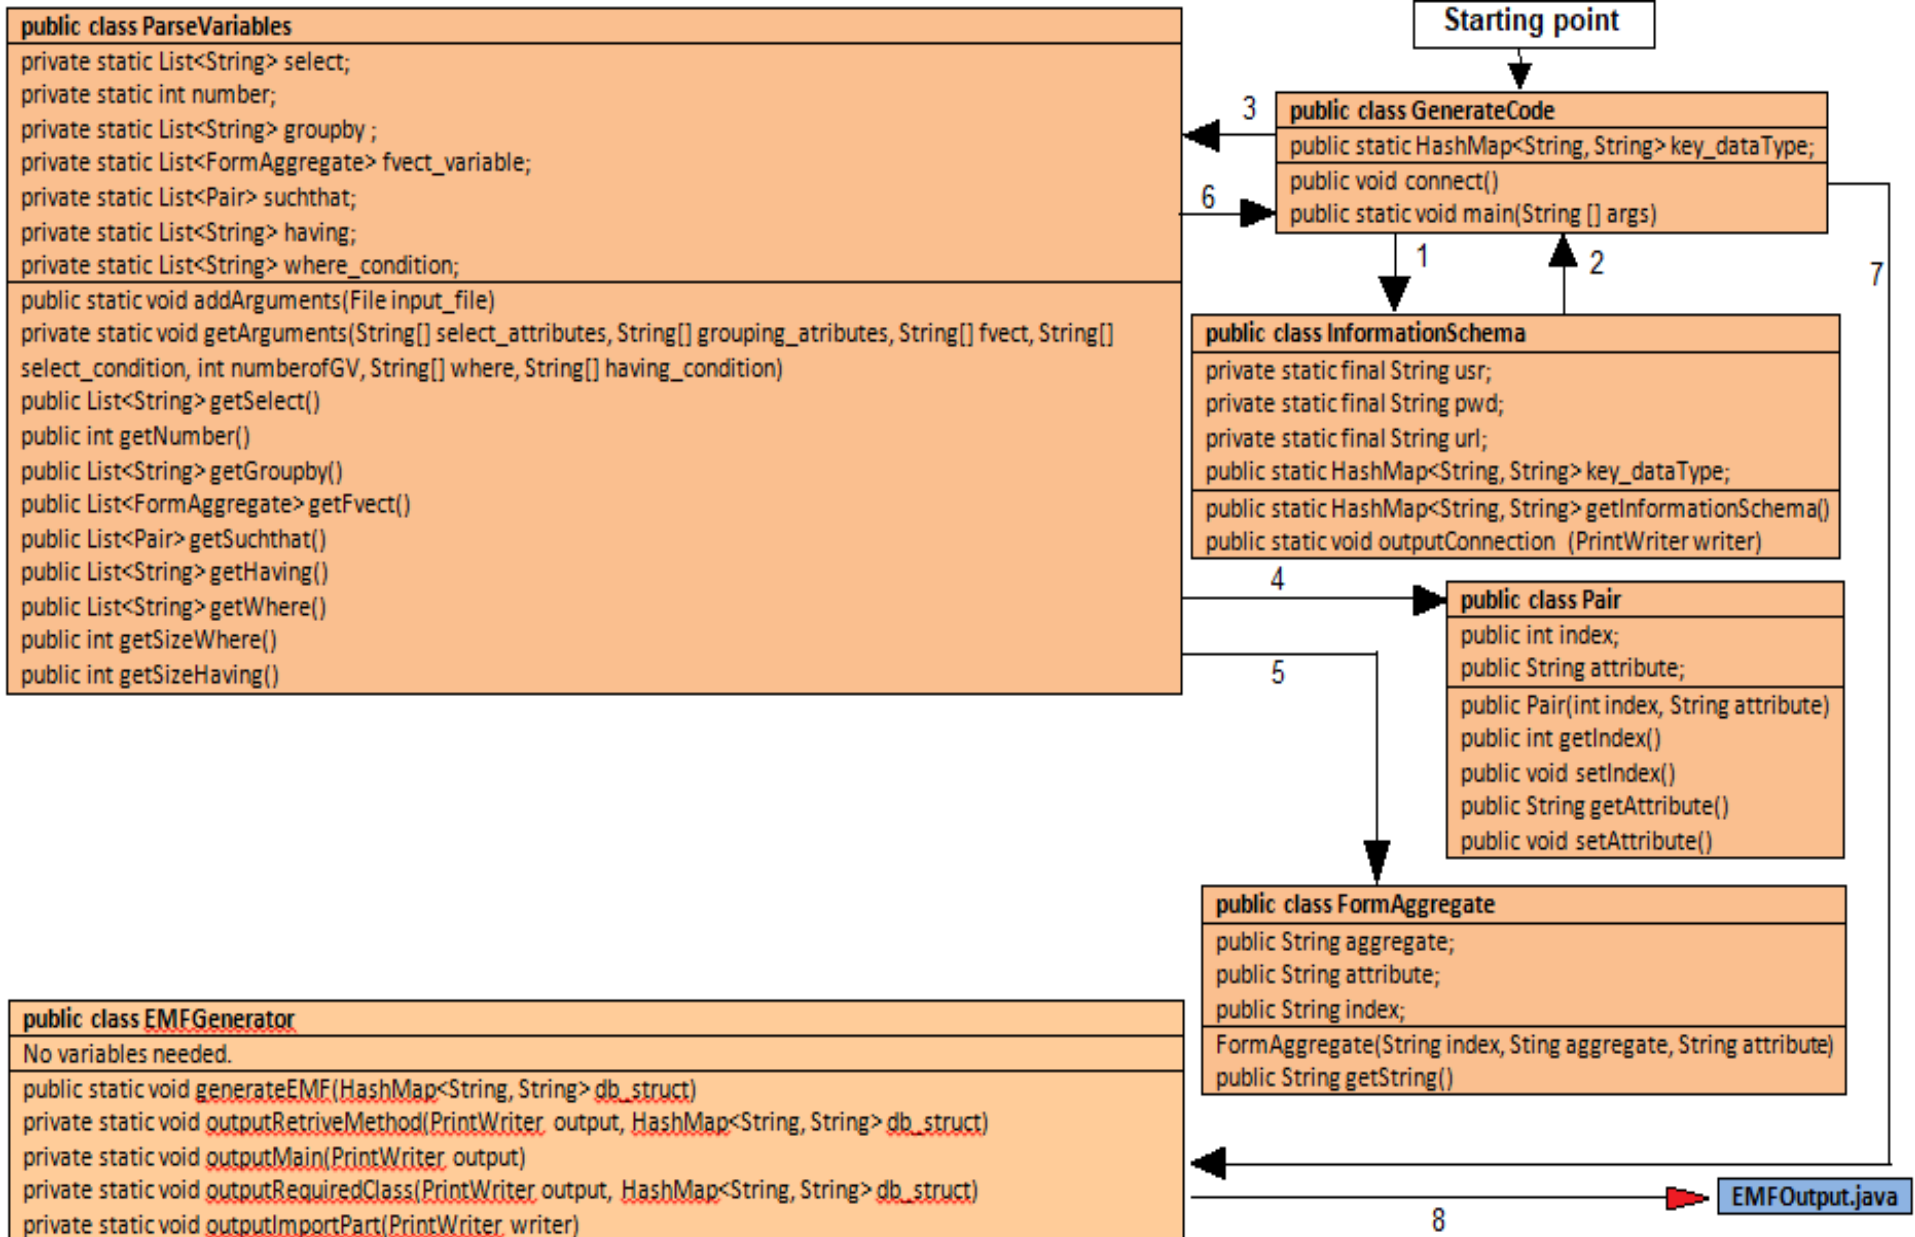 public class ParseVariables
private static List<String> select;
private static int number;
private static List<String> groupby ;
private static List<FormAggregate> fvect_variable;
private static List<Pair> suchthat;
private static List<String> having;
private static List<String> where_condition;
public static void addArguments(File input_file)
private static void getArguments(String[] select_attributes, String[] grouping_atributes, String[] fvect, String[]
select_condition, int numberofGV, String[] where, String[] having_condition)
public List<String> getSelect()
public int getNumber()
public List<String> getGroupby()
public List<FormAggregate> getFvect()
public List<Pair> getSuchthat()
public List<String> getHaving()
public List<String> getWhere()
public int getSizeWhere()
public int getSizeHaving()
Starting point
3
6
public class GenerateCode
public static HashMap<String, String> key_dataType;
public void connect()
public static void main(String [] args)
1
2
7
public class InformationSchema
private static final String usr;
private static final String pwd;
private static final String url;
public static HashMap<String, String> key_dataType;
public static HashMap<String, String> getInformationSchema()
public static void outputConnection (PrintWriter writer)
4
5
public class Pair
public int index;
public String attribute;
public Pair(int index, String attribute)
public int getIndex()
public void setIndex()
public String getAttribute()
public void setAttribute()
public class FormAggregate
public String aggregate;
public String attribute;
public String index;
FormAggregate(String index, Sting aggregate, String attribute)
public String getString()
public class EMFGenerator
No variables needed.
public static void generateEMF(HashMap<String, String> db_struct)
private static void outputRetriveMethod(PrintWriter output, HashMap<String, String> db_struct)
private static void outputMain(PrintWriter output)
private static void outputRequiredClass(PrintWriter output, HashMap<String, String> db_struct)
private static void outputImportPart(PrintWriter writer)
8
EMFOutput.java